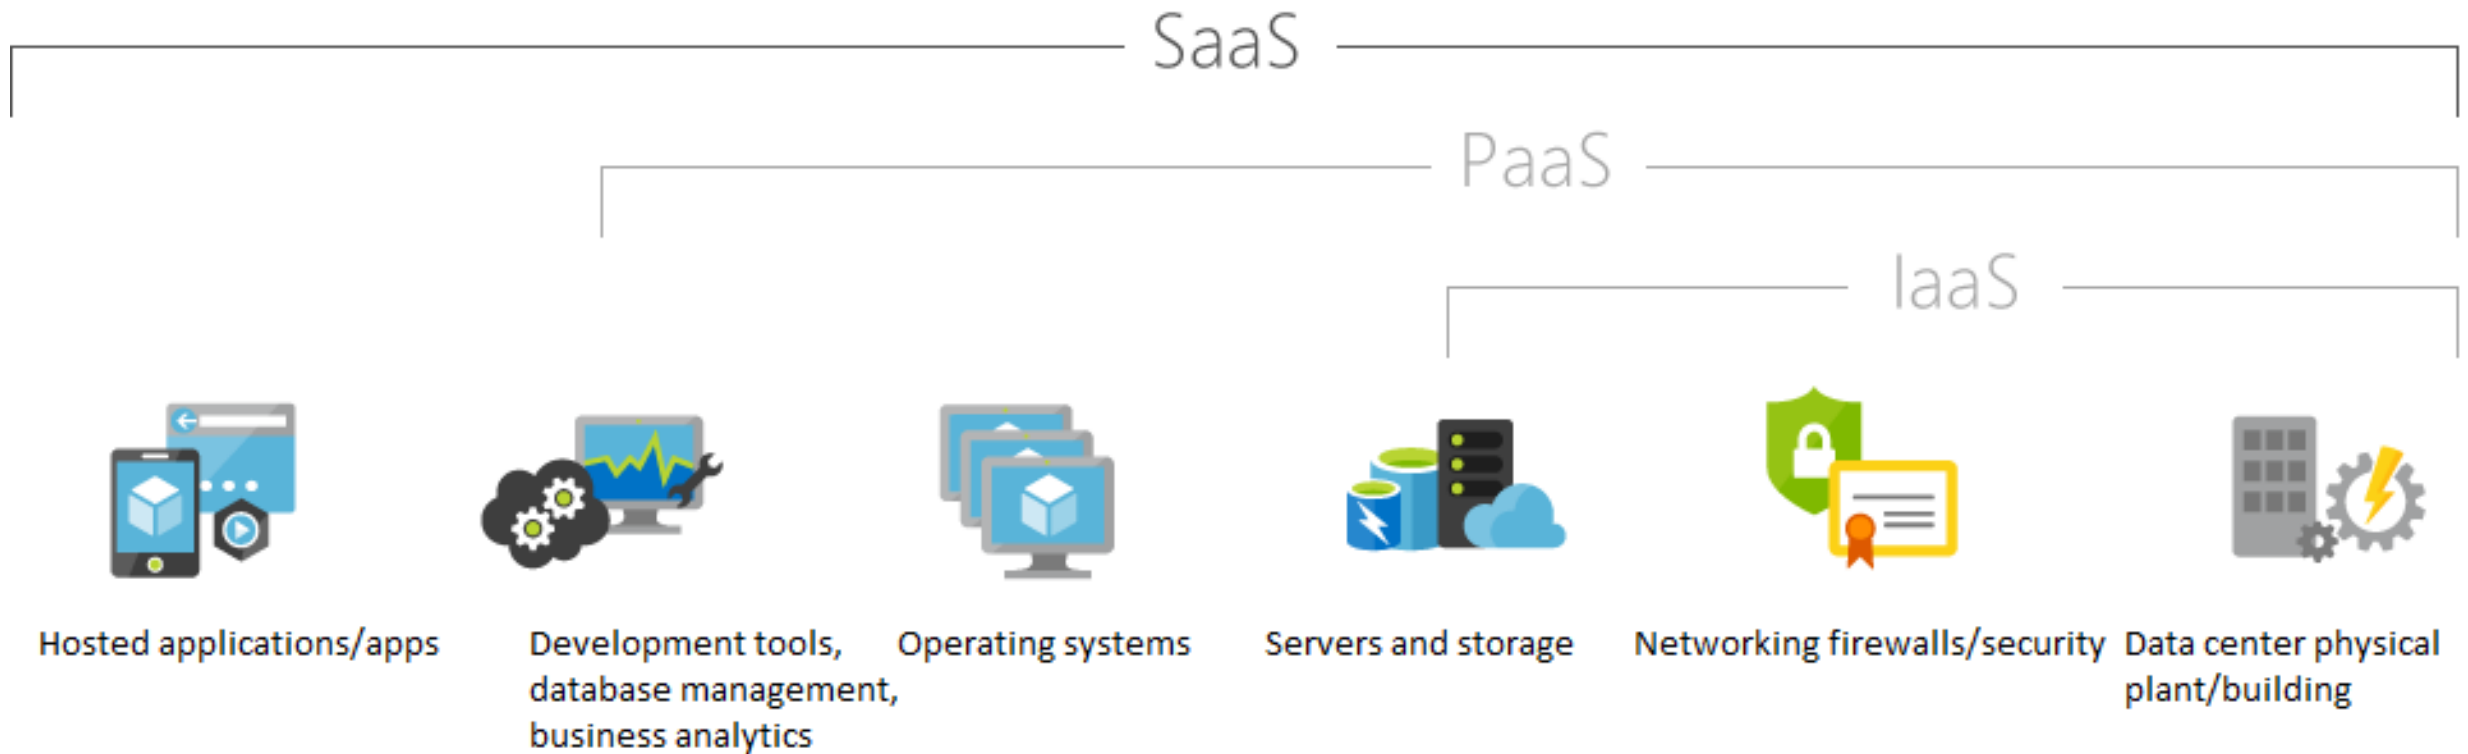 SaaS
PaaS
IaaS
Hosted applications/apps
Development tools,
database management,
business analytics
Operating systems
Servers and storage
Networking firewalls/security
Data center physical
plant/building